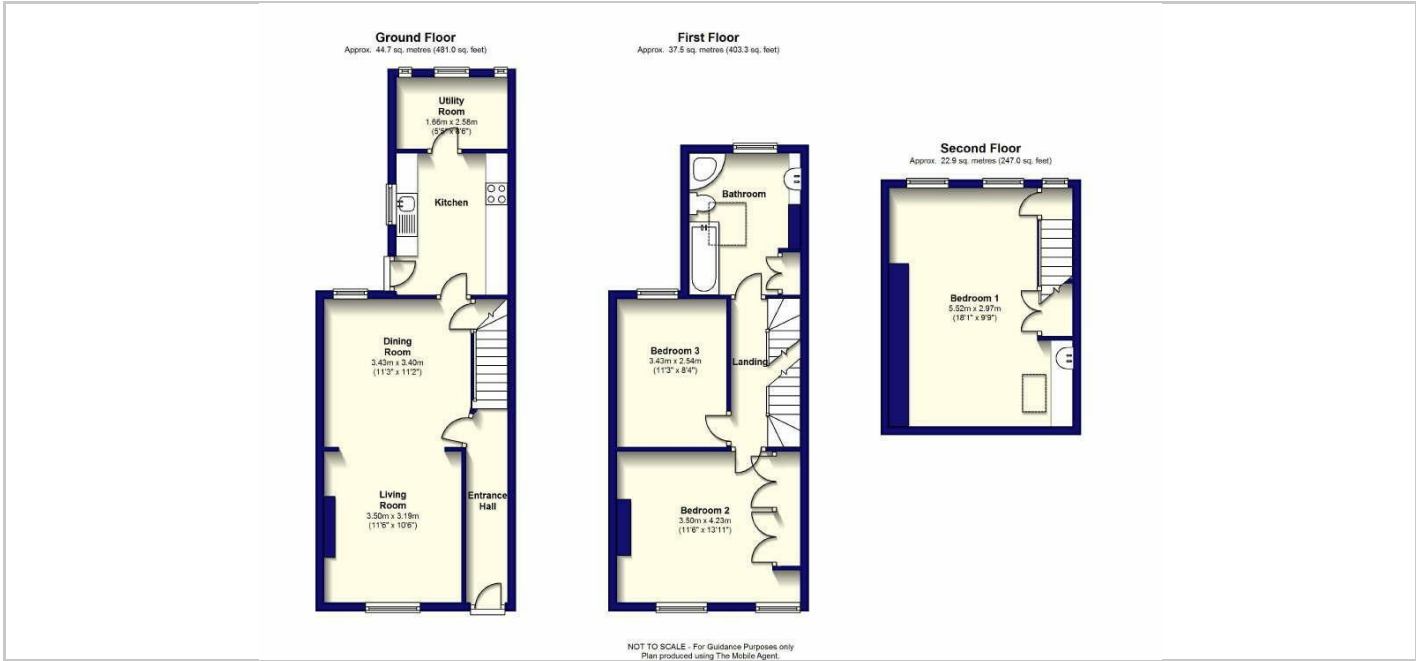 Ground Floor
Approx. 44.7 sq. metres (481.0 sq. feet)
Utility
Room
1.66m x 2.58m
(5'5" x 8'6")
Kitchen
Dining
Room
3.43m x 3.40m
(11'3" x 11'2")
Living
Room
3.50m x 3.19m
(11'6" x 10'6")
Entrance
Hall
First Floor
Approx. 37.5 sq. metres (403.3 sq. feet)
Bathroom
Bedroom 3
3.43m x 2.54m
(11'3" x 8'4")
Landing
Bedroom 2
3.50m x 4.23m
(11'6" x 13'11")
Second Floor
Approx. 22.9 sq. metres (247.0 sq. feet)
Bedroom 1
5.52m x 2.97m
(18'1" x 9'9")
NOT TO SCALE - For Guidance Purposes only
Plan produced using The Mobile Agent.